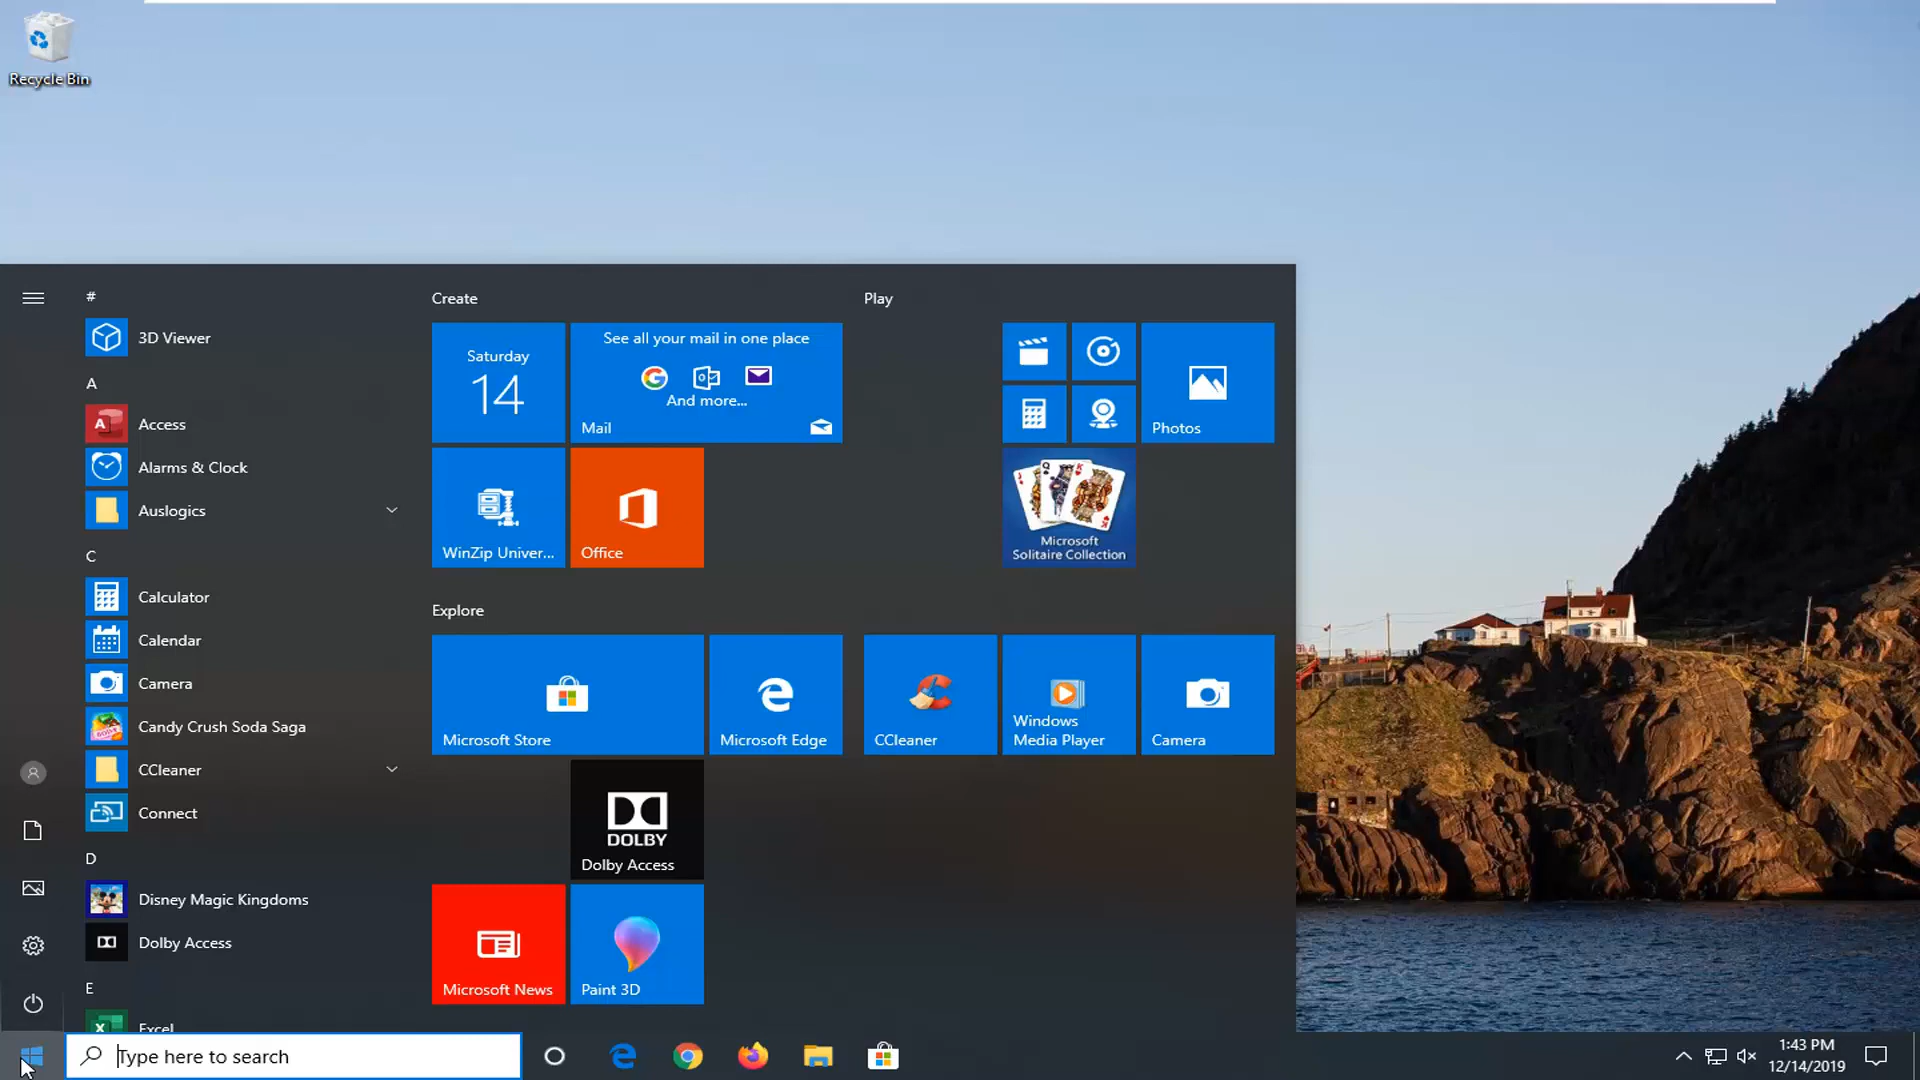 Recycle Bin
#
3D Viewer
A
Access
Alarms & Clock
Auslogics
C
Calculator
Calendar
Camera
Candy Crush Soda Saga
CCleaner
Connect
D
Disney Magic Kingdoms
Dolby Access
E
Excel
Create
Saturday
14
See all your mail in one place
And more...
Mail
WinZip Univer...
Office
Explore
Microsoft Store
Microsoft Edge
DOLBY
Dolby Access
Microsoft News
Paint 3D
Play
Photos
Microsoft
Solitaire Collection
CCleaner
Windows
Media Player
Camera
Type here to search
1:43 PM
12/14/2019